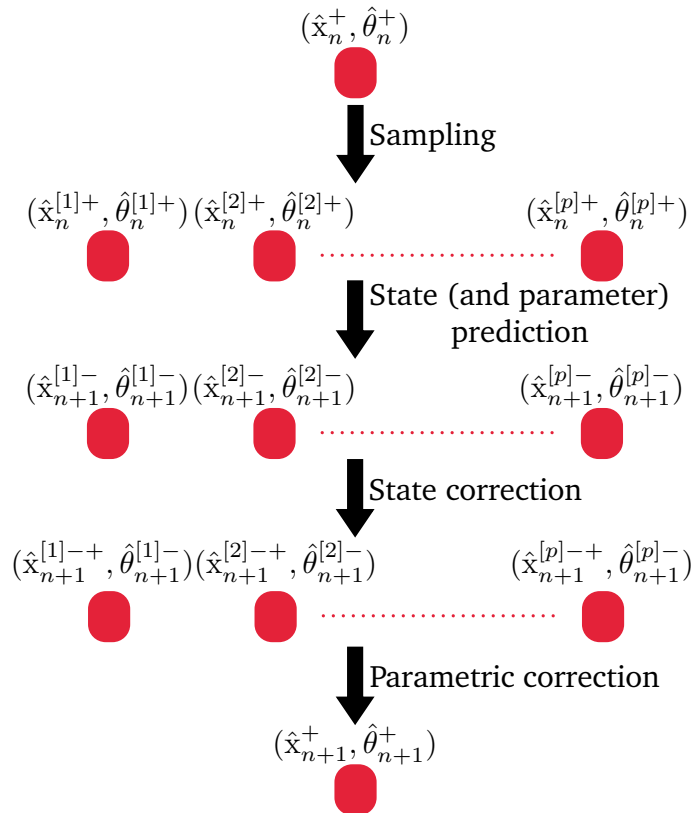 (x̂ₙ⁺, θ̂ₙ⁺)
Sampling
(x̂ₙ^[1]+, θ̂ₙ^[1]+)(x̂ₙ^[2]+, θ̂ₙ^[2]+) (x̂ₙ^[p]+, θ̂ₙ^[p]+)
State (and parameter)
prediction
(x̂ₙ₊₁^[1]−, θ̂ₙ₊₁^[1]−)(x̂ₙ₊₁^[2]−, θ̂ₙ₊₁^[2]−) (x̂ₙ₊₁^[p]−, θ̂ₙ₊₁^[p]−)
State correction
(x̂ₙ₊₁^[1]−+, θ̂ₙ₊₁^[1]−)(x̂ₙ₊₁^[2]−+, θ̂ₙ₊₁^[2]−) (x̂ₙ₊₁^[p]−+, θ̂ₙ₊₁^[p]−)
Parametric correction
(x̂ₙ₊₁⁺, θ̂ₙ₊₁⁺)